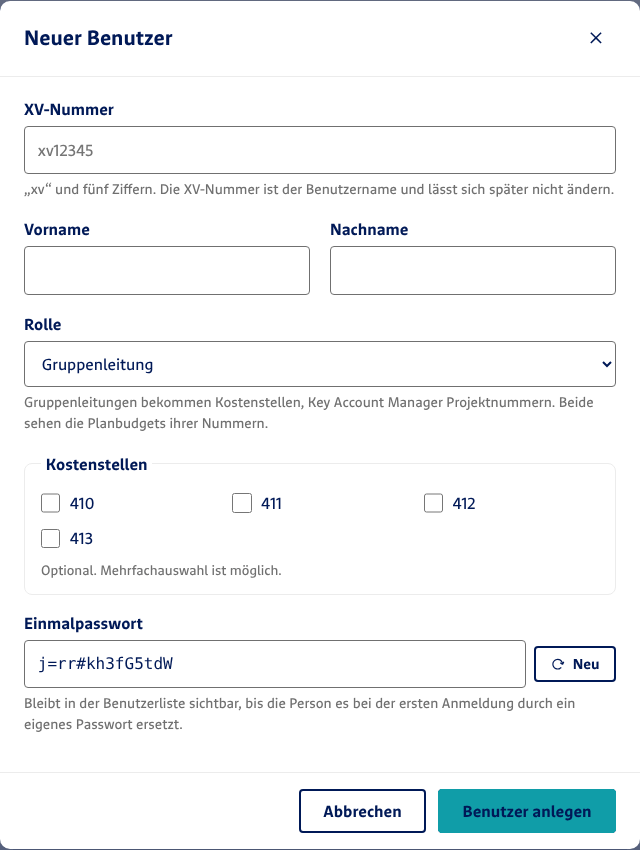 Neuer Benutzer
XV-Nummer
xv12345
„xv“ und fünf Ziffern. Die XV-Nummer ist der Benutzername und lässt sich später nicht ändern.
Vorname Nachname
Rolle
Gruppenleitung
Gruppenleitungen bekommen Kostenstellen, Key Account Manager Projektnummern. Beide
sehen die Planbudgets ihrer Nummern.
Kostenstellen
410 411 412
413
Optional. Mehrfachauswahl ist möglich.
Einmalpasswort
j=rr#kh3fG5tdW Neu
Bleibt in der Benutzerliste sichtbar, bis die Person es bei der ersten Anmeldung durch ein
eigenes Passwort ersetzt.
Abbrechen Benutzer anlegen